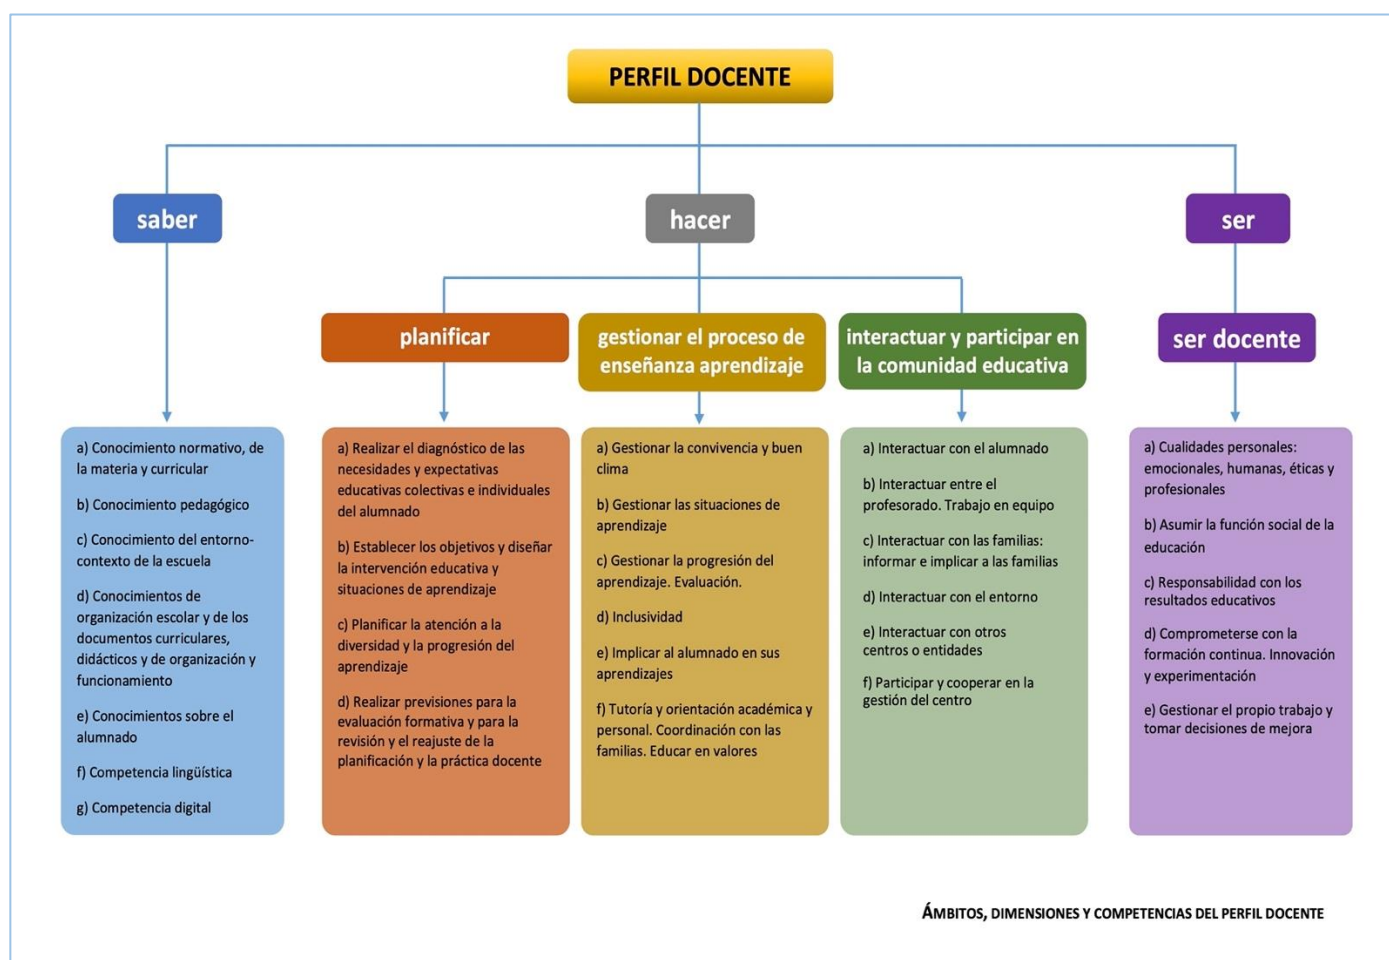 PERFIL DOCENTE
saber
hacer
ser
planificar
gestionar el proceso de
enseñanza aprendizaje
interactuar y participar en
la comunidad educativa
ser docente
a) Conocimiento normativo, de
la materia y curricular
b) Conocimiento pedagógico
c) Conocimiento del entorno-
contexto de la escuela
d) Conocimientos de
organización escolar y de los
documentos curriculares,
didácticos y de organización y
funcionamiento
e) Conocimientos sobre el
alumnado
f) Competencia lingüística
g) Competencia digital
a) Realizar el diagnóstico de las
necesidades y expectativas
educativas colectivas e individuales
del alumnado
b) Establecer los objetivos y diseñar
la intervención educativa y
situaciones de aprendizaje
c) Planificar la atención a la
diversidad y la progresión del
aprendizaje
d) Realizar previsiones para la
evaluación formativa y para la
revisión y el reajuste de la
planificación y la práctica docente
a) Gestionar la convivencia y buen
clima
b) Gestionar las situaciones de
aprendizaje
c) Gestionar la progresión del
aprendizaje. Evaluación.
d) Inclusividad
e) Implicar al alumnado en sus
aprendizajes
f) Tutoría y orientación académica y
personal. Coordinación con las
familias. Educar en valores
a) Interactuar con el alumnado
b) Interactuar entre el
profesorado. Trabajo en equipo
c) Interactuar con las familias:
informar e implicar a las familias
d) Interactuar con el entorno
e) Interactuar con otros
centros o entidades
f) Participar y cooperar en la
gestión del centro
a) Cualidades personales:
emocionales, humanas, éticas y
profesionales
b) Asumir la función social de la
educación
c) Responsabilidad con los
resultados educativos
d) Comprometerse con la
formación continua. Innovación
y experimentación
e) Gestionar el propio trabajo y
tomar decisiones de mejora
ÁMBITOS, DIMENSIONES Y COMPETENCIAS DEL PERFIL DOCENTE